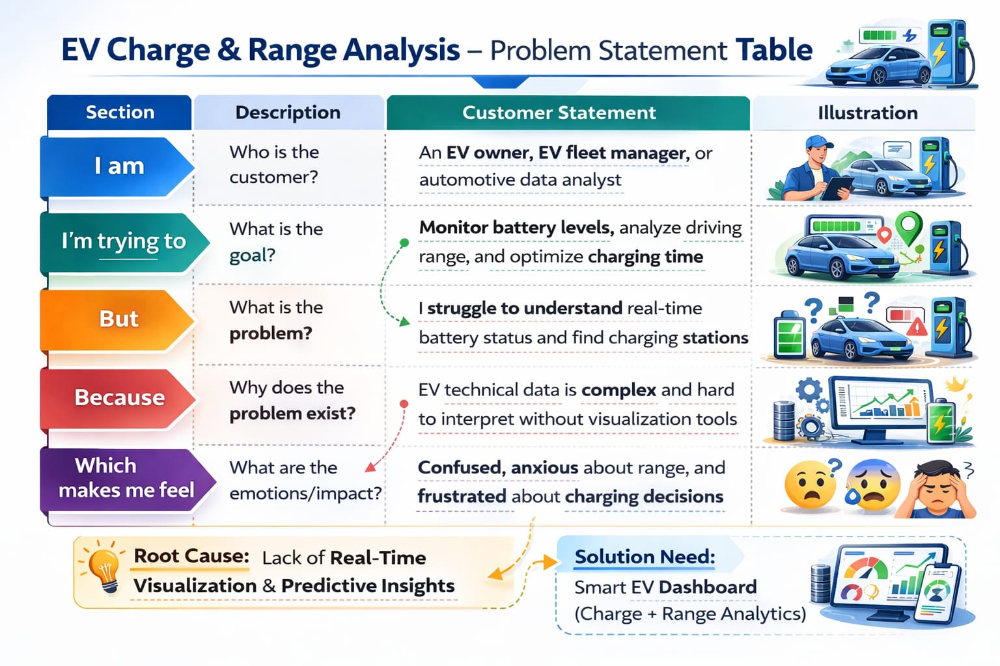 EV Charge & Range Analysis – Problem Statement Table
Section
Description
Customer Statement
Illustration
I am
Who is the
customer?
An EV owner, EV fleet manager, or
automotive data analyst
I'm trying to
What is the
goal?
Monitor battery levels, analyze driving
range, and optimize charging time
But
What is the
problem?
I struggle to understand real-time
battery status and find charging stations
Because
Why does the
problem exist?
EV technical data is complex and hard
to interpret without visualization tools
Which
makes me feel
What are the
emotions/impact?
Confused, anxious about range, and
frustrated about charging decisions
Root Cause: Lack of Real-Time
Visualization & Predictive Insights
Solution Need:
Smart EV Dashboard
(Charge + Range Analytics)